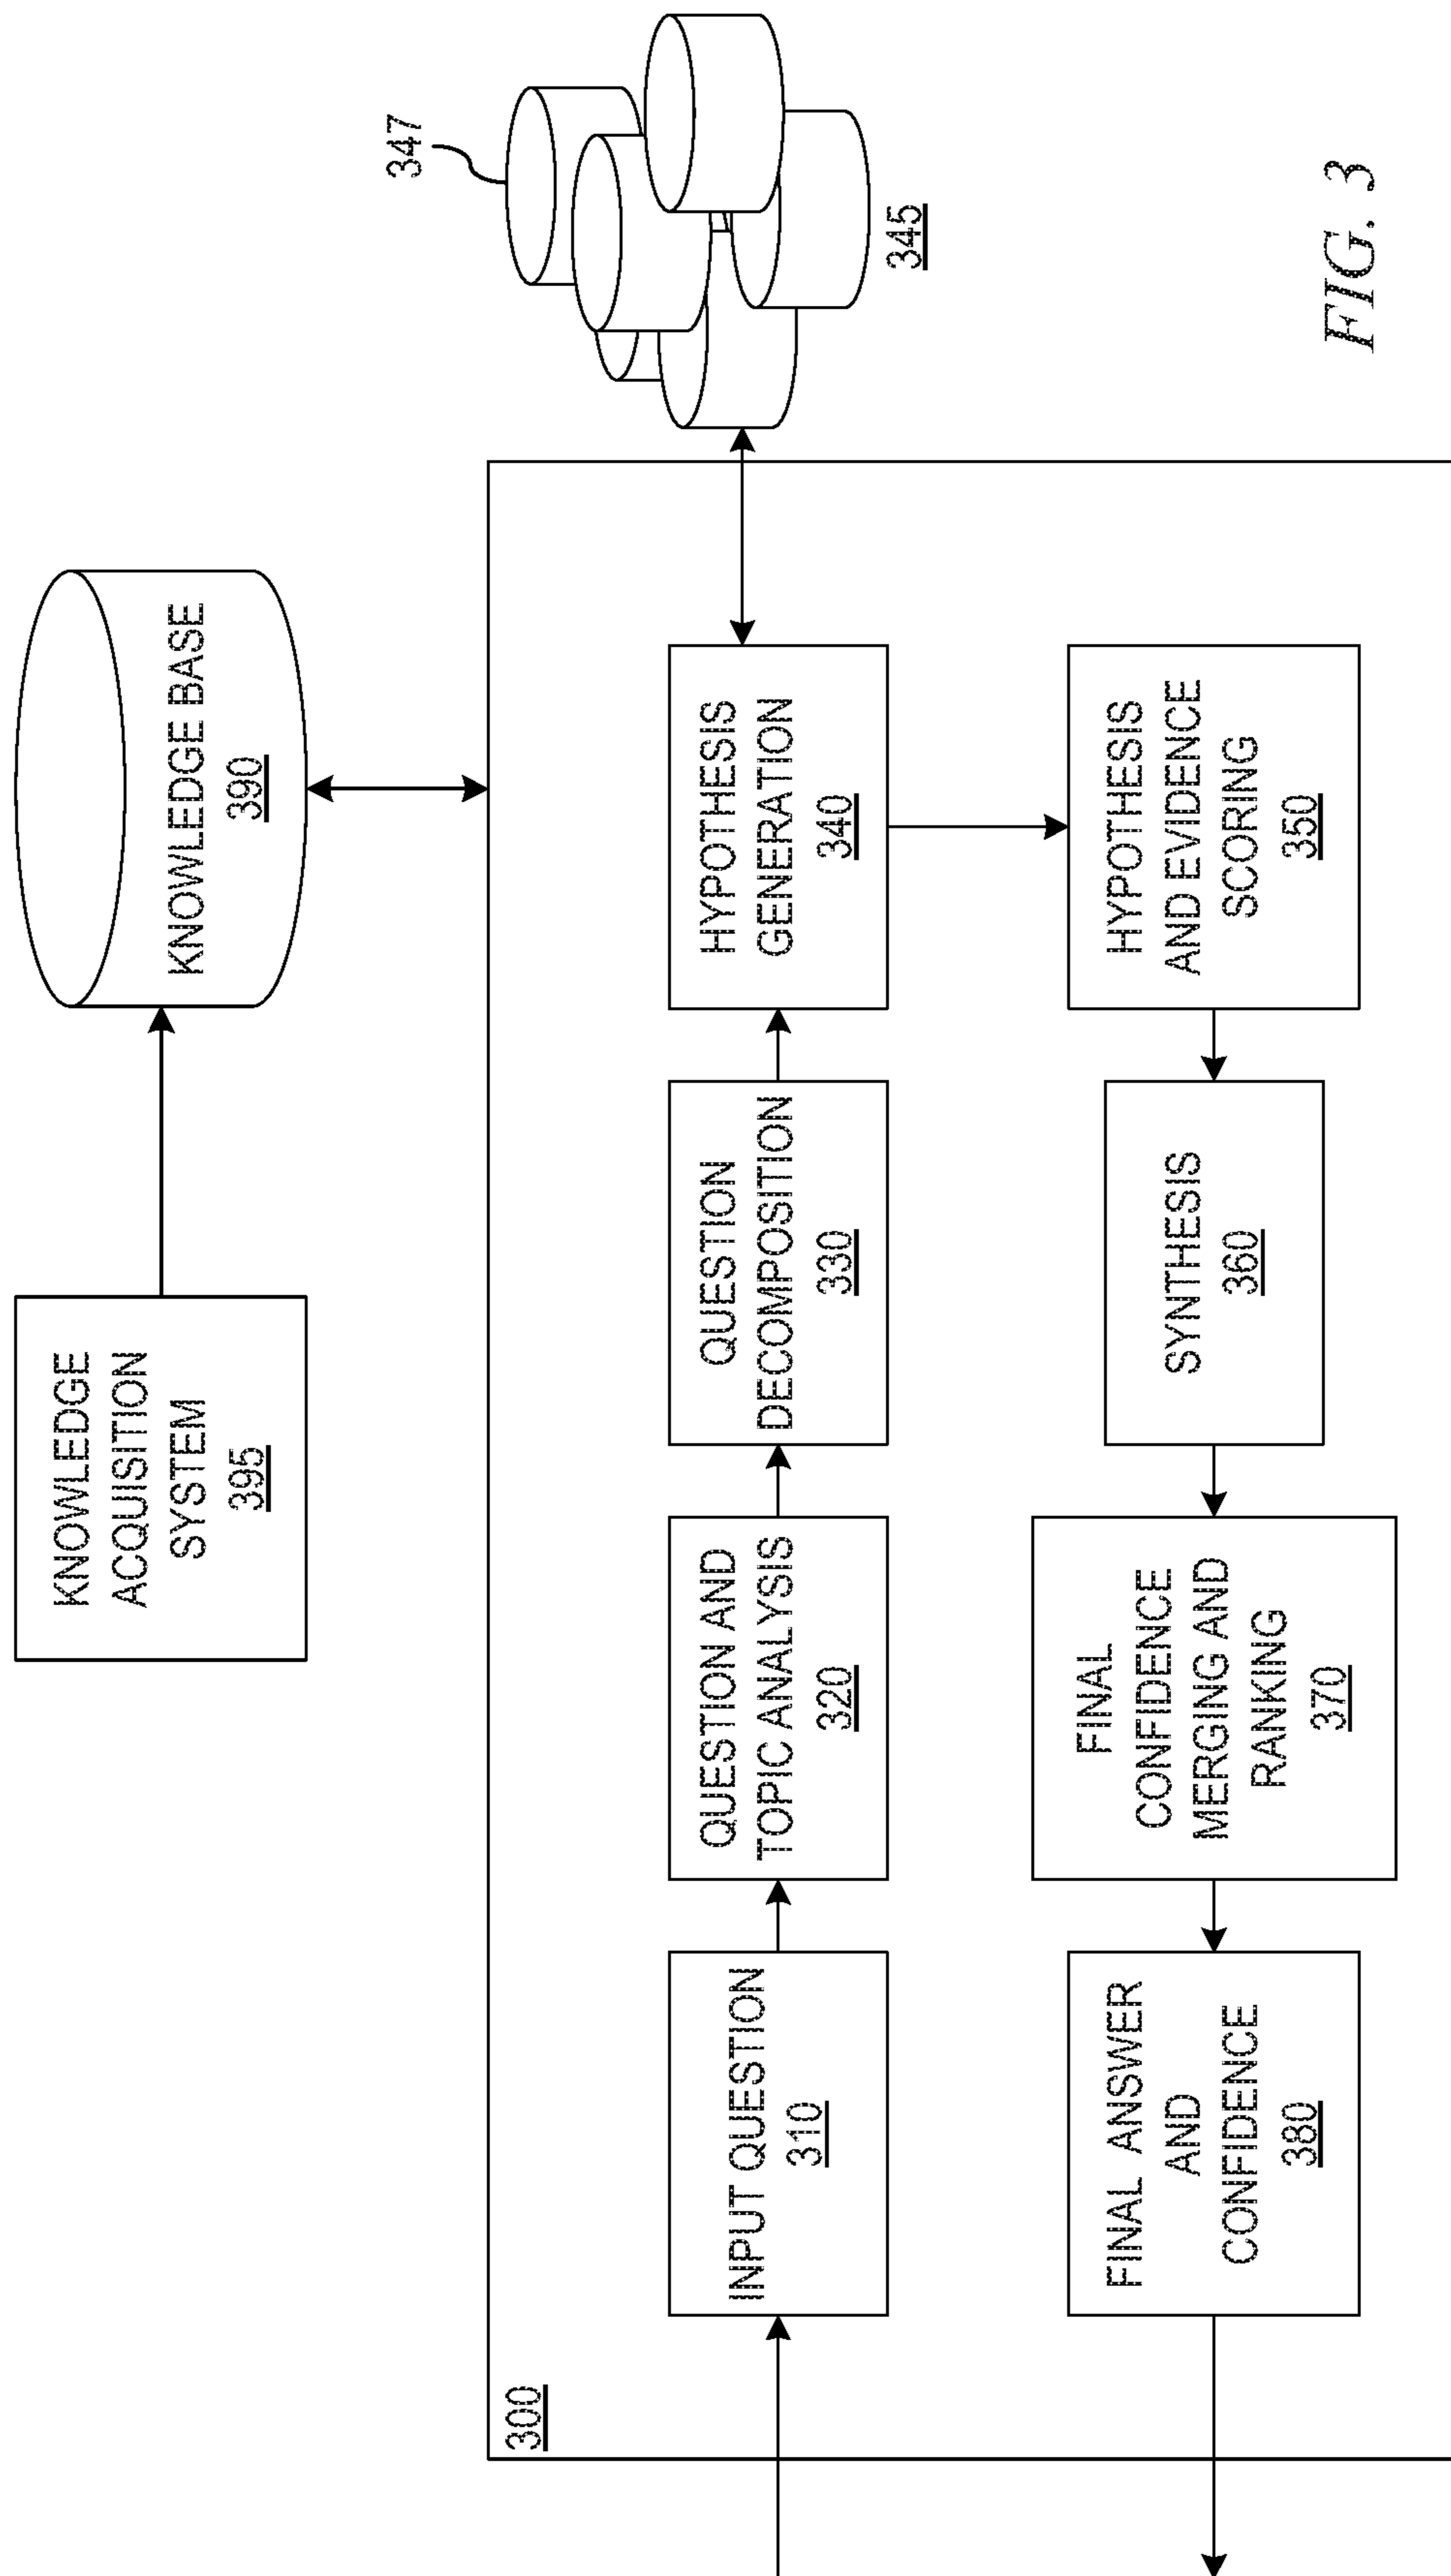 KNOWLEDGE
ACQUISITION
SYSTEM
395
KNOWLEDGE BASE
390
347
345
300
INPUT QUESTION
310
QUESTION AND
TOPIC ANALYSIS
320
QUESTION
DECOMPOSITION
330
HYPOTHESIS
GENERATION
340
HYPOTHESIS
AND EVIDENCE
SCORING
350
SYNTHESIS
360
FINAL
CONFIDENCE
MERGING AND
RANKING
370
FINAL ANSWER
AND
CONFIDENCE
380
FIG. 3